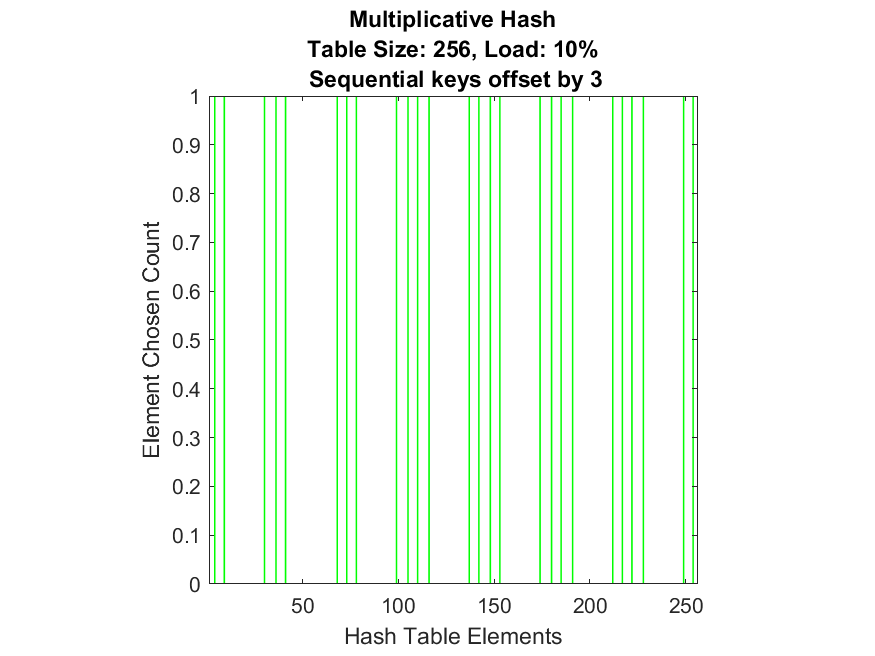 Multiplicative Hash
Table Size: 256, Load: 10%
Sequential keys offset by 3
1
0.9
0.8
0.7
0.6
0.5
0.4
0.3
0.2
0.1
0
Element Chosen Count
50 100 150 200 250
Hash Table Elements